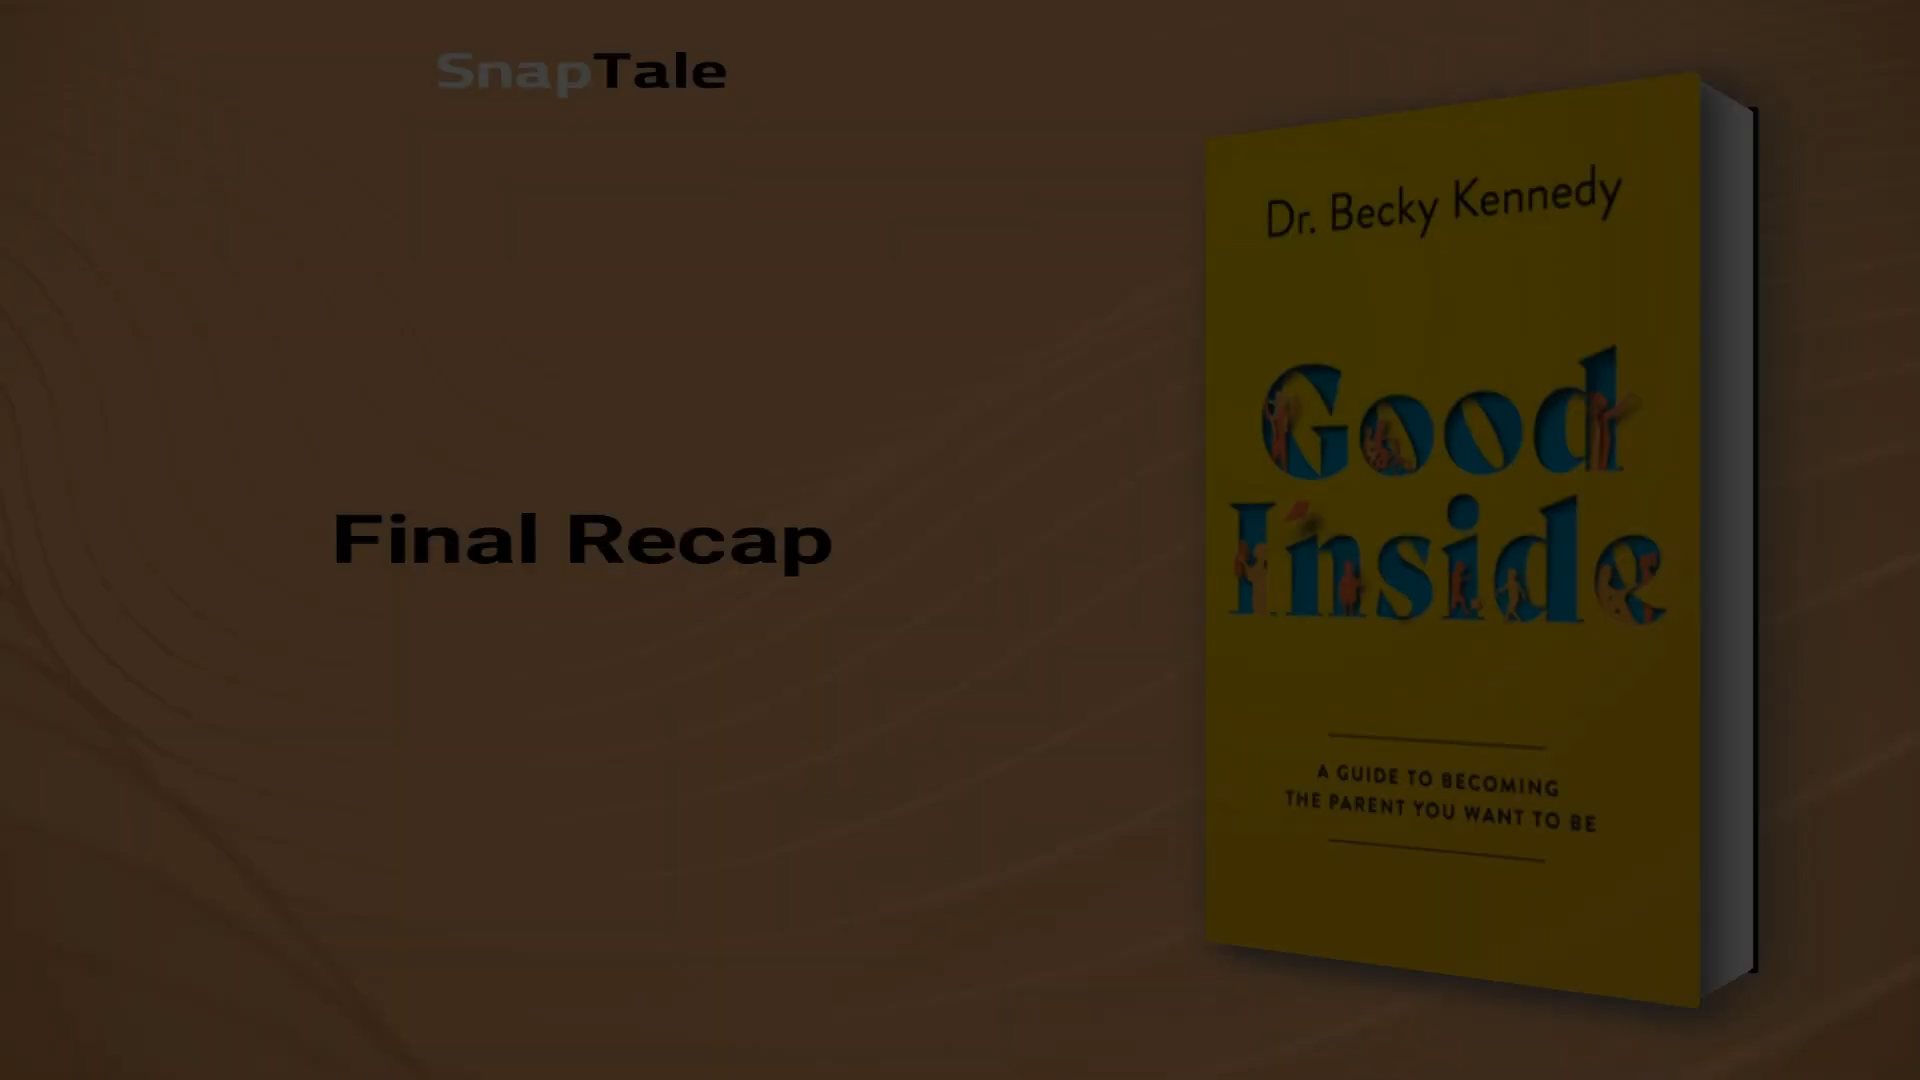 SnapTale
Final Recap
Dr. Becky Kennedy
Good
Inside
A GUIDE TO BECOMING
THE PARENT YOU WANT TO BE